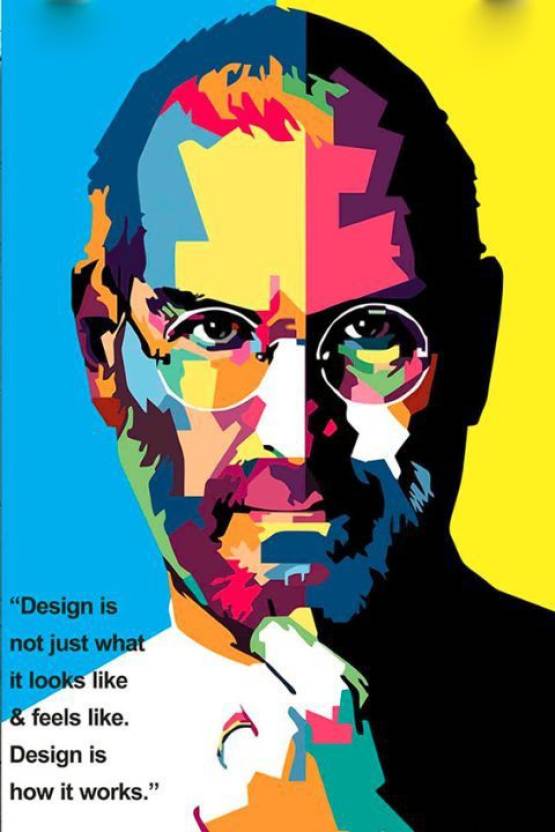 “Design is
not just what
it looks like
& feels like.
Design is
how it works.”